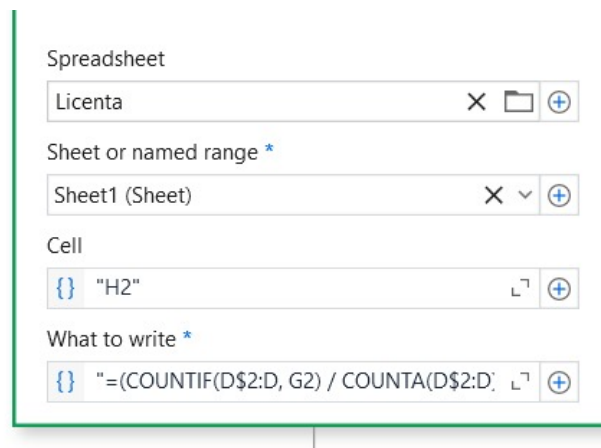 Spreadsheet
Licenta
Sheet or named range *
Sheet1 (Sheet)
Cell
{} "H2"
What to write *
{} "=(COUNTIF(D$2:D, G2) / COUNTA(D$2:D